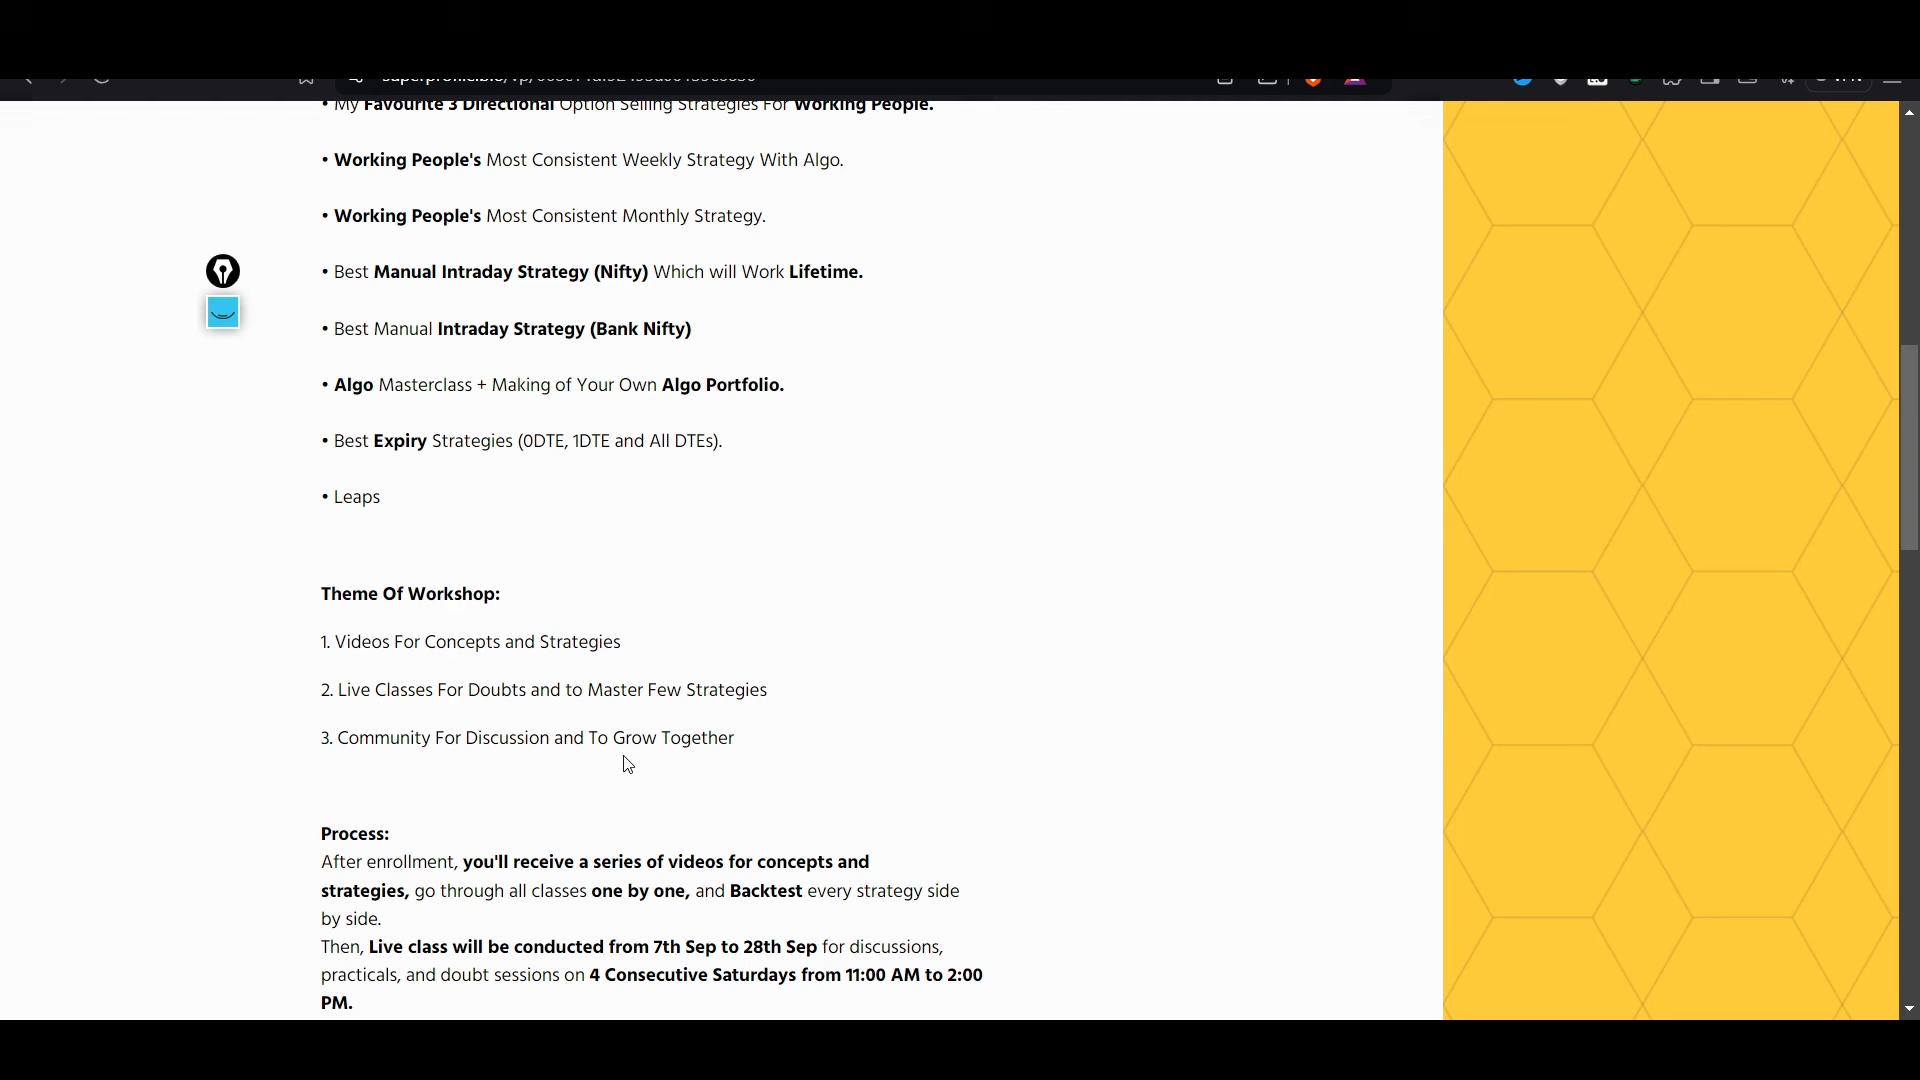 • My Favourite 3 Directional Option Selling Strategies For Working People.
• Working People's Most Consistent Weekly Strategy With Algo.
• Working People's Most Consistent Monthly Strategy.
• Best Manual Intraday Strategy (Nifty) Which will Work Lifetime.
• Best Manual Intraday Strategy (Bank Nifty)
• Algo Masterclass + Making of Your Own Algo Portfolio.
• Best Expiry Strategies (0DTE, 1DTE and All DTEs).
• Leaps
Theme Of Workshop:
1. Videos For Concepts and Strategies
2. Live Classes For Doubts and to Master Few Strategies
3. Community For Discussion and To Grow Together
Process:
After enrollment, you'll receive a series of videos for concepts and
strategies, go through all classes one by one, and Backtest every strategy side
by side.
Then, Live class will be conducted from 7th Sep to 28th Sep for discussions,
practicals, and doubt sessions on 4 Consecutive Saturdays from 11:00 AM to 2:00
PM.